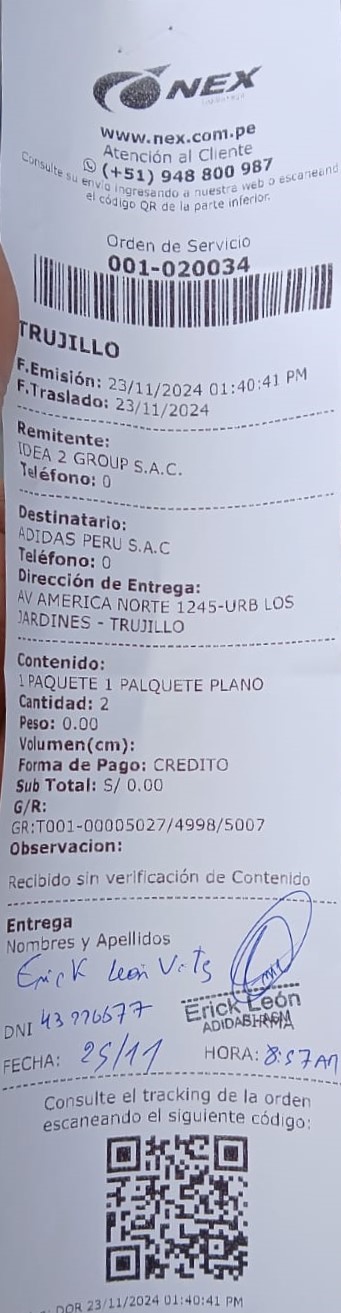 NEX
www.nex.com.pe
Atención al Cliente
(+51) 948 800 987
Consulte su envío ingresando a nuestra web o escaneand
el código QR de la parte inferior.
Orden de Servicio
001-020034
TRUJILLO
F.Emisión: 23/11/2024 01:40:41 PM
F.Traslado: 23/11/2024
Remitente:
IDEA 2 GROUP S.A.C.
Teléfono: 0
Destinatario:
ADIDAS PERU S.A.C
Teléfono: 0
Dirección de Entrega:
AV AMERICA NORTE 1245-URB LOS
JARDINES - TRUJILLO
Contenido:
1 PAQUETE 1 PALQUETE PLANO
Cantidad: 2
Peso: 0.00
Volumen(cm):
Forma de Pago: CREDITO
Sub Total: S/ 0.00
G/R:
GR:T001-00005027/4998/5007
Observacion:
Recibido sin verificación de Contenido
Entrega
Nombres y Apellidos
Erick León
Erick León
DNI
FECHA: 25/11 HORA: 8:57 AM
Consulte el tracking de la orden
escaneando el siguiente código:
DOR 23/11/2024 01:40:41 PM